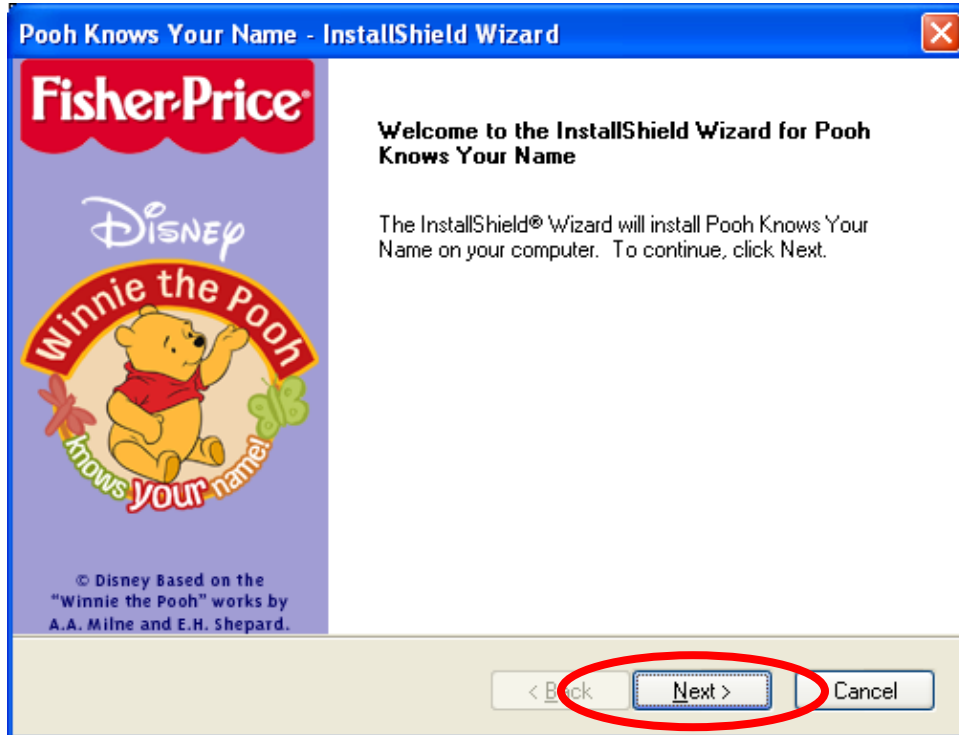 Pooh Knows Your Name - InstallShield Wizard
Fisher-Price®
Disney
Winnie the Pooh
knows your name!
© Disney Based on the
"Winnie the Pooh" works by
A.A. Milne and E.H. Shepard.
Welcome to the InstallShield Wizard for Pooh
Knows Your Name
The InstallShield® Wizard will install Pooh Knows Your
Name on your computer. To continue, click Next.
< Back Next > Cancel